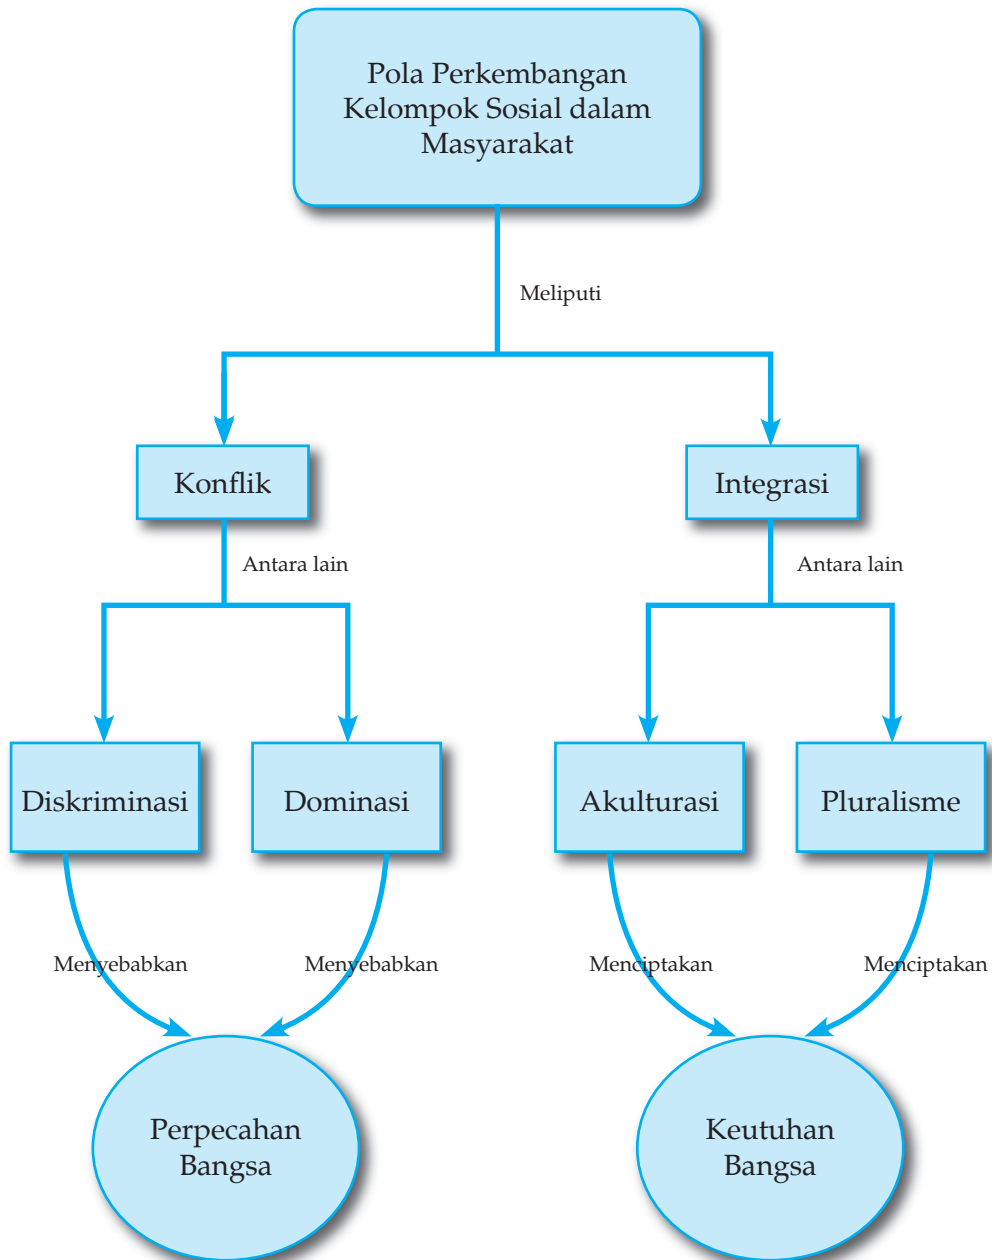 Pola Perkembangan
Kelompok Sosial dalam
Masyarakat
Meliputi
Konflik
Integrasi
Antara lain
Antara lain
Diskriminasi
Dominasi
Akulturasi
Pluralisme
Menyebabkan
Menyebabkan
Menciptakan
Menciptakan
Perpecahan
Bangsa
Keutuhan
Bangsa